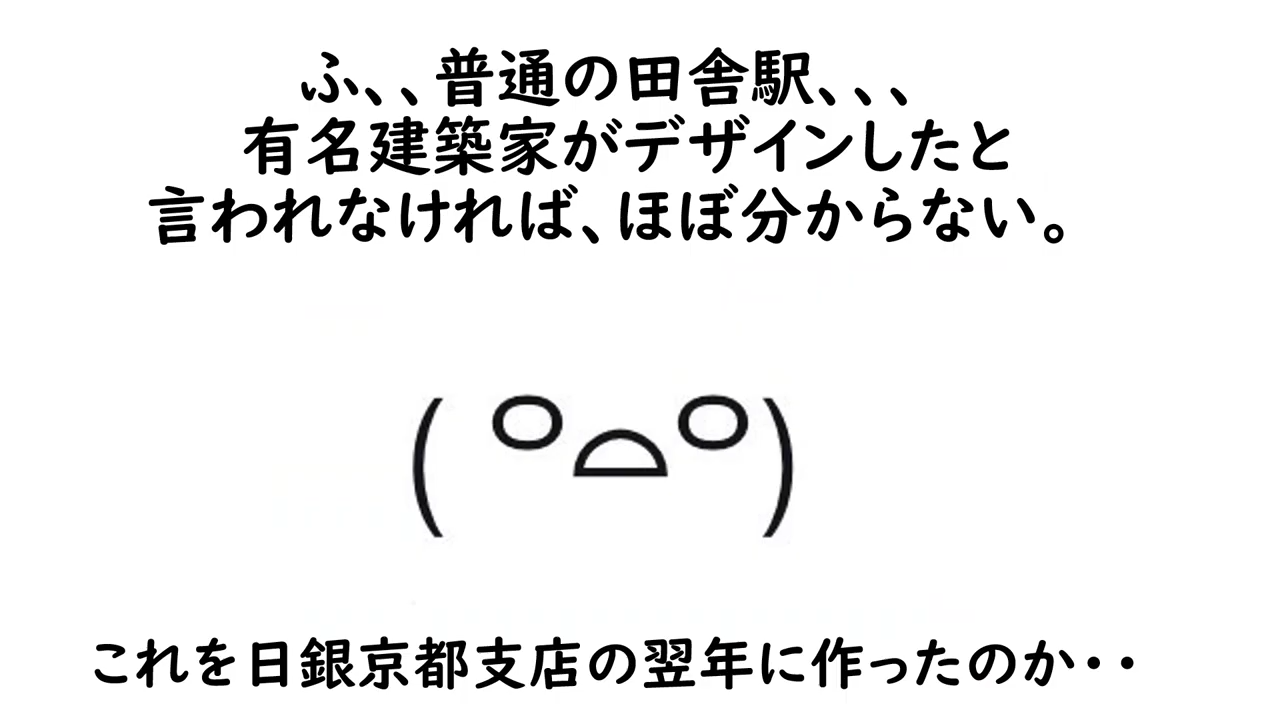 ふ、、普通の田舎駅、、、
有名建築家がデザインしたと
言われなければ、ほぼ分からない。
( ºДº)
これを日銀京都支店の翌年に作ったのか・・